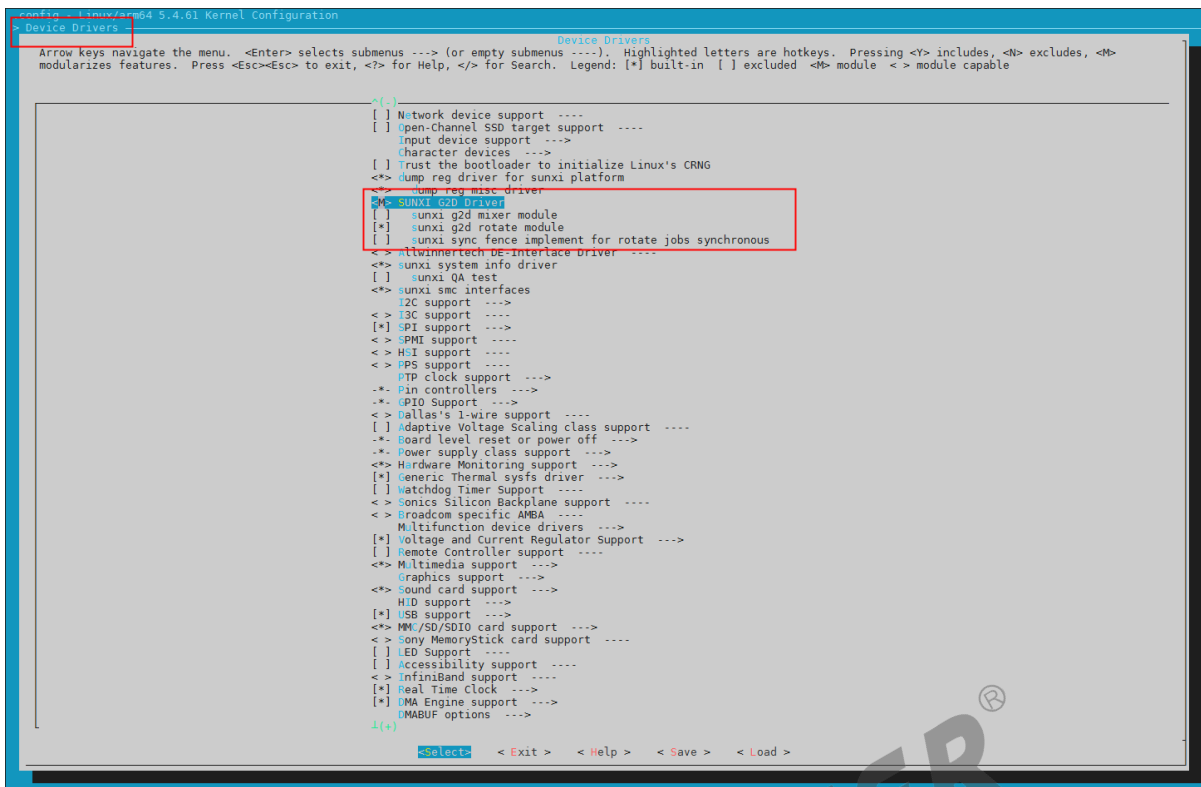 .config - Linux/arm64 5.4.61 Kernel Configuration
> Device Drivers
Device Drivers
Arrow keys navigate the menu. <Enter> selects submenus ---> (or empty submenus ----). Highlighted letters are hotkeys. Pressing <Y> includes, <N> excludes, <M>
modularizes features. Press <Esc><Esc> to exit, <?> for Help, </> for Search. Legend: [*] built-in [ ] excluded <M> module < > module capable
^(-)
[ ] Network device support ----
[ ] Open-Channel SSD target support ----
Input device support --->
Character devices --->
[ ] Trust the bootloader to initialize Linux's CRNG
<*> dump reg driver for sunxi platform
<*> dump reg misc driver
<M> SUNXI G2D Driver
[ ] sunxi g2d mixer module
[*] sunxi g2d rotate module
[ ] sunxi sync fence implement for rotate jobs synchronous
< > Allwinnertech DE-Interlace Driver ----
<*> sunxi system info driver
[ ] sunxi QA test
<*> sunxi smc interfaces
I2C support --->
< > I3C support ----
[*] SPI support --->
< > SPMI support ----
< > HSI support ----
< > PPS support ----
PTP clock support --->
-*- Pin controllers --->
-*- GPIO Support --->
< > Dallas's 1-wire support ----
[ ] Adaptive Voltage Scaling class support ----
-*- Board level reset or power off --->
-*- Power supply class support --->
<*> Hardware Monitoring support --->
[*] Generic Thermal sysfs driver --->
[ ] Watchdog Timer Support ----
< > Sonics Silicon Backplane support ----
< > Broadcom specific AMBA ----
Multifunction device drivers --->
[*] Voltage and Current Regulator Support --->
[ ] Remote Controller support ----
<*> Multimedia support --->
Graphics support --->
<*> Sound card support --->
HID support --->
[*] USB support --->
<*> MMC/SD/SDIO card support --->
< > Sony MemoryStick card support ----
[ ] LED Support ----
[ ] Accessibility support ----
< > InfiniBand support ----
[*] Real Time Clock --->
[*] DMA Engine support --->
DMABUF options --->
┴(+)
<Select> < Exit > < Help > < Save > < Load >
®